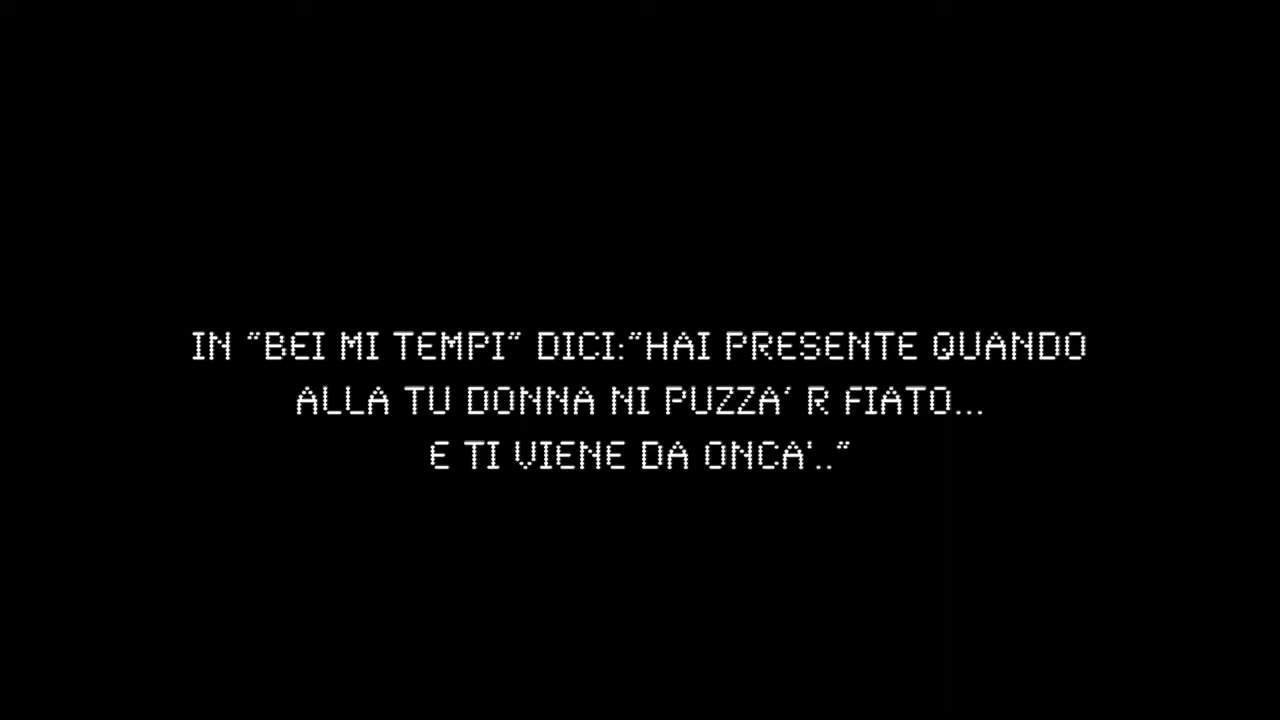 IN "BEI MI TEMPI" DICI:"HAI PRESENTE QUANDO
ALLA TU DONNA NI PUZZA' R FIATO...
E TI VIENE DA ONCA'.."